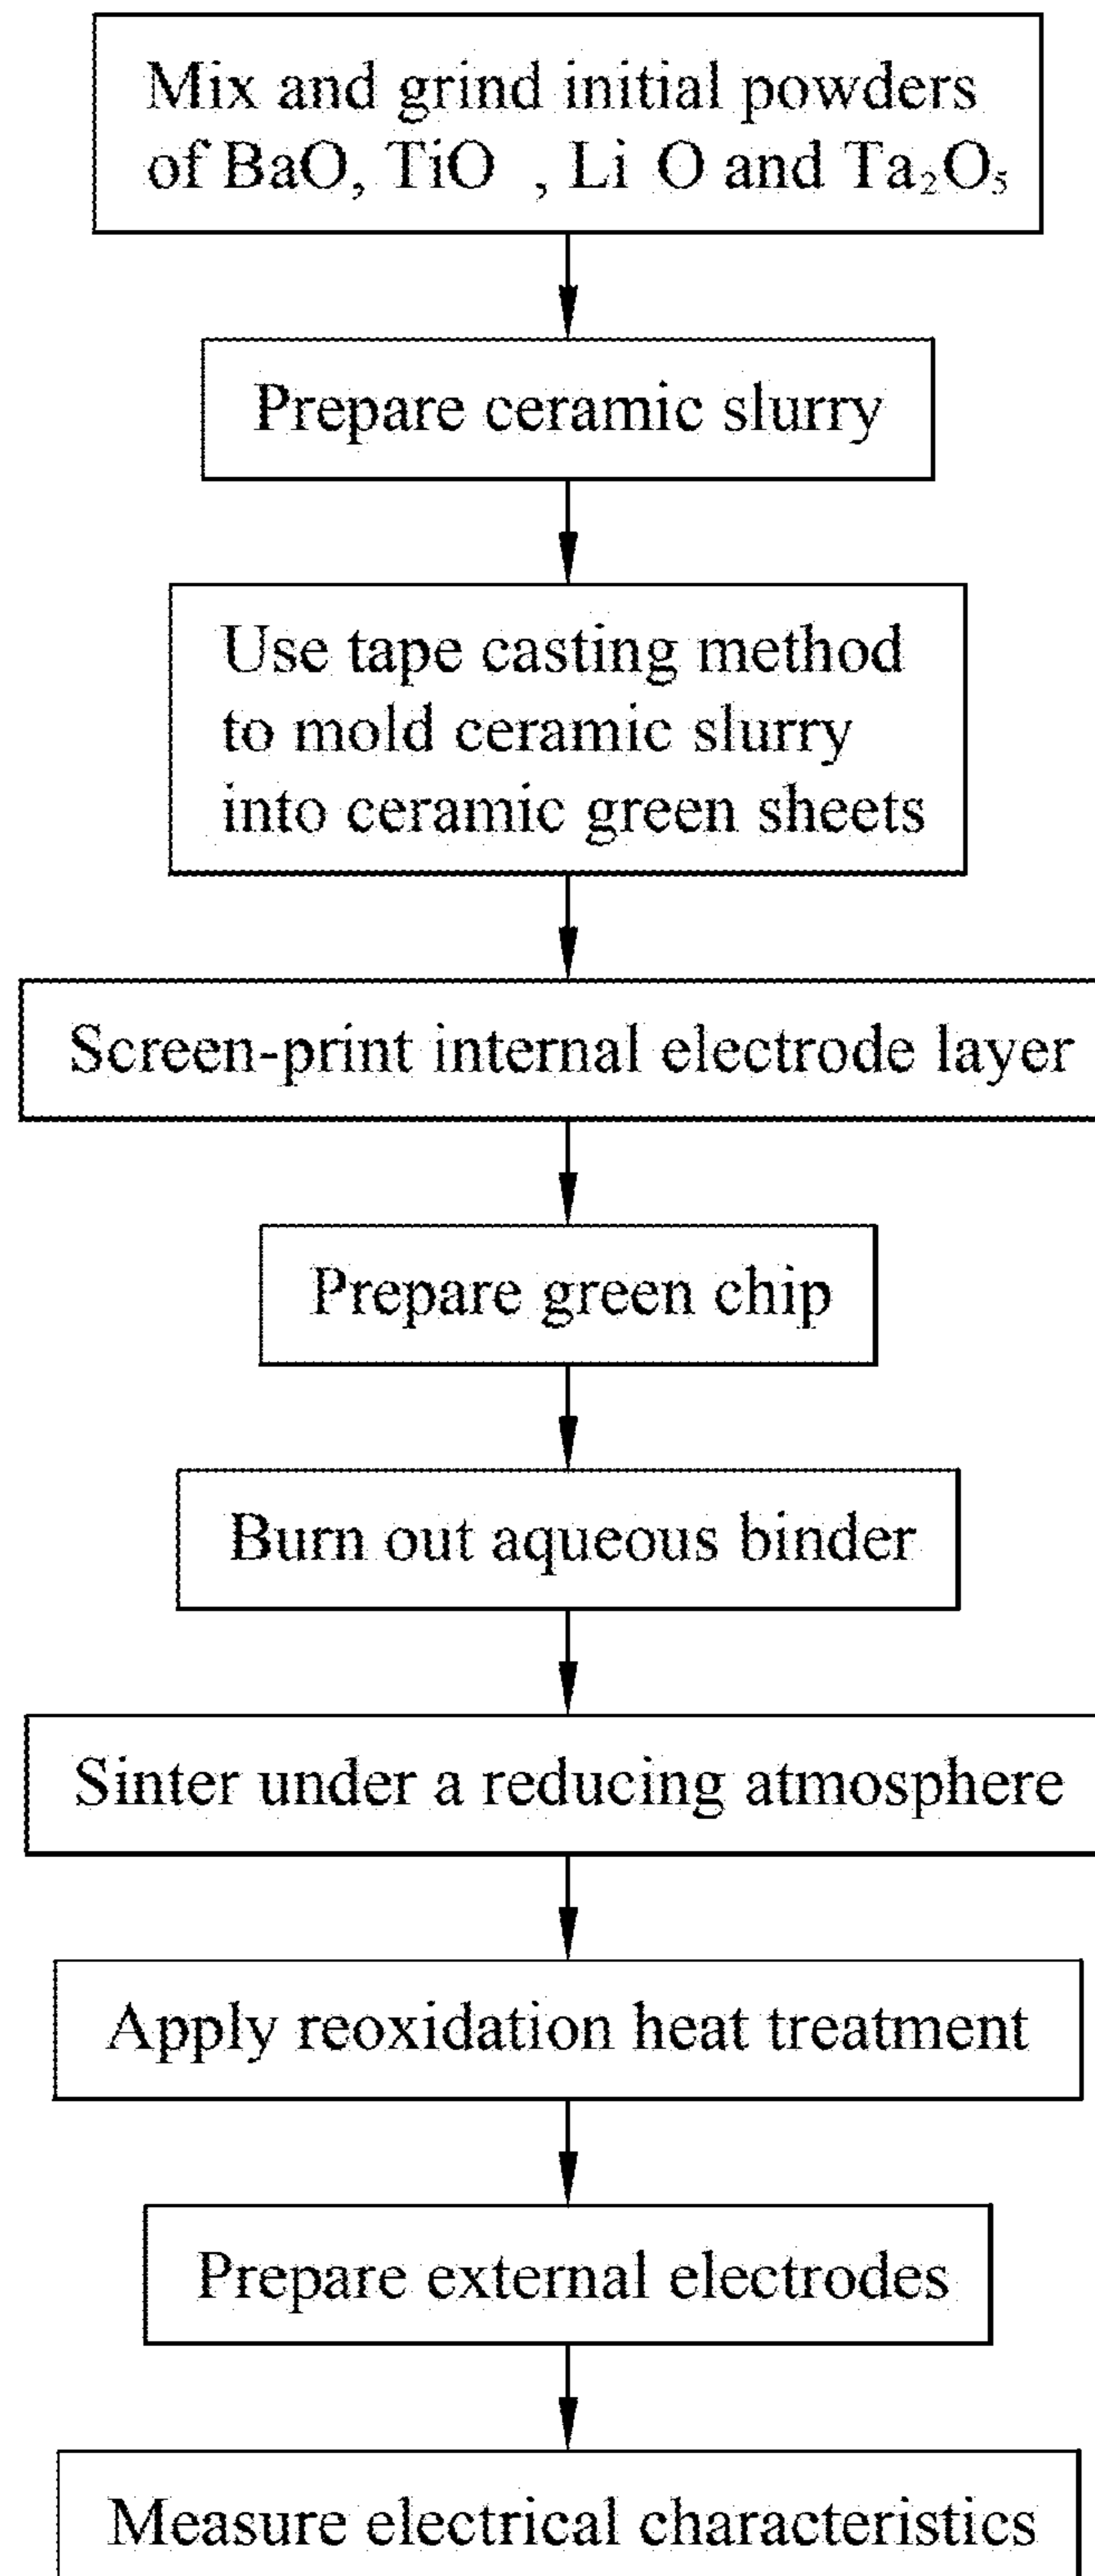 Mix and grind initial powders
of BaO, TiO , Li O and Ta₂O₅
Prepare ceramic slurry
Use tape casting method
to mold ceramic slurry
into ceramic green sheets
Screen-print internal electrode layer
Prepare green chip
Burn out aqueous binder
Sinter under a reducing atmosphere
Apply reoxidation heat treatment
Prepare external electrodes
Measure electrical characteristics